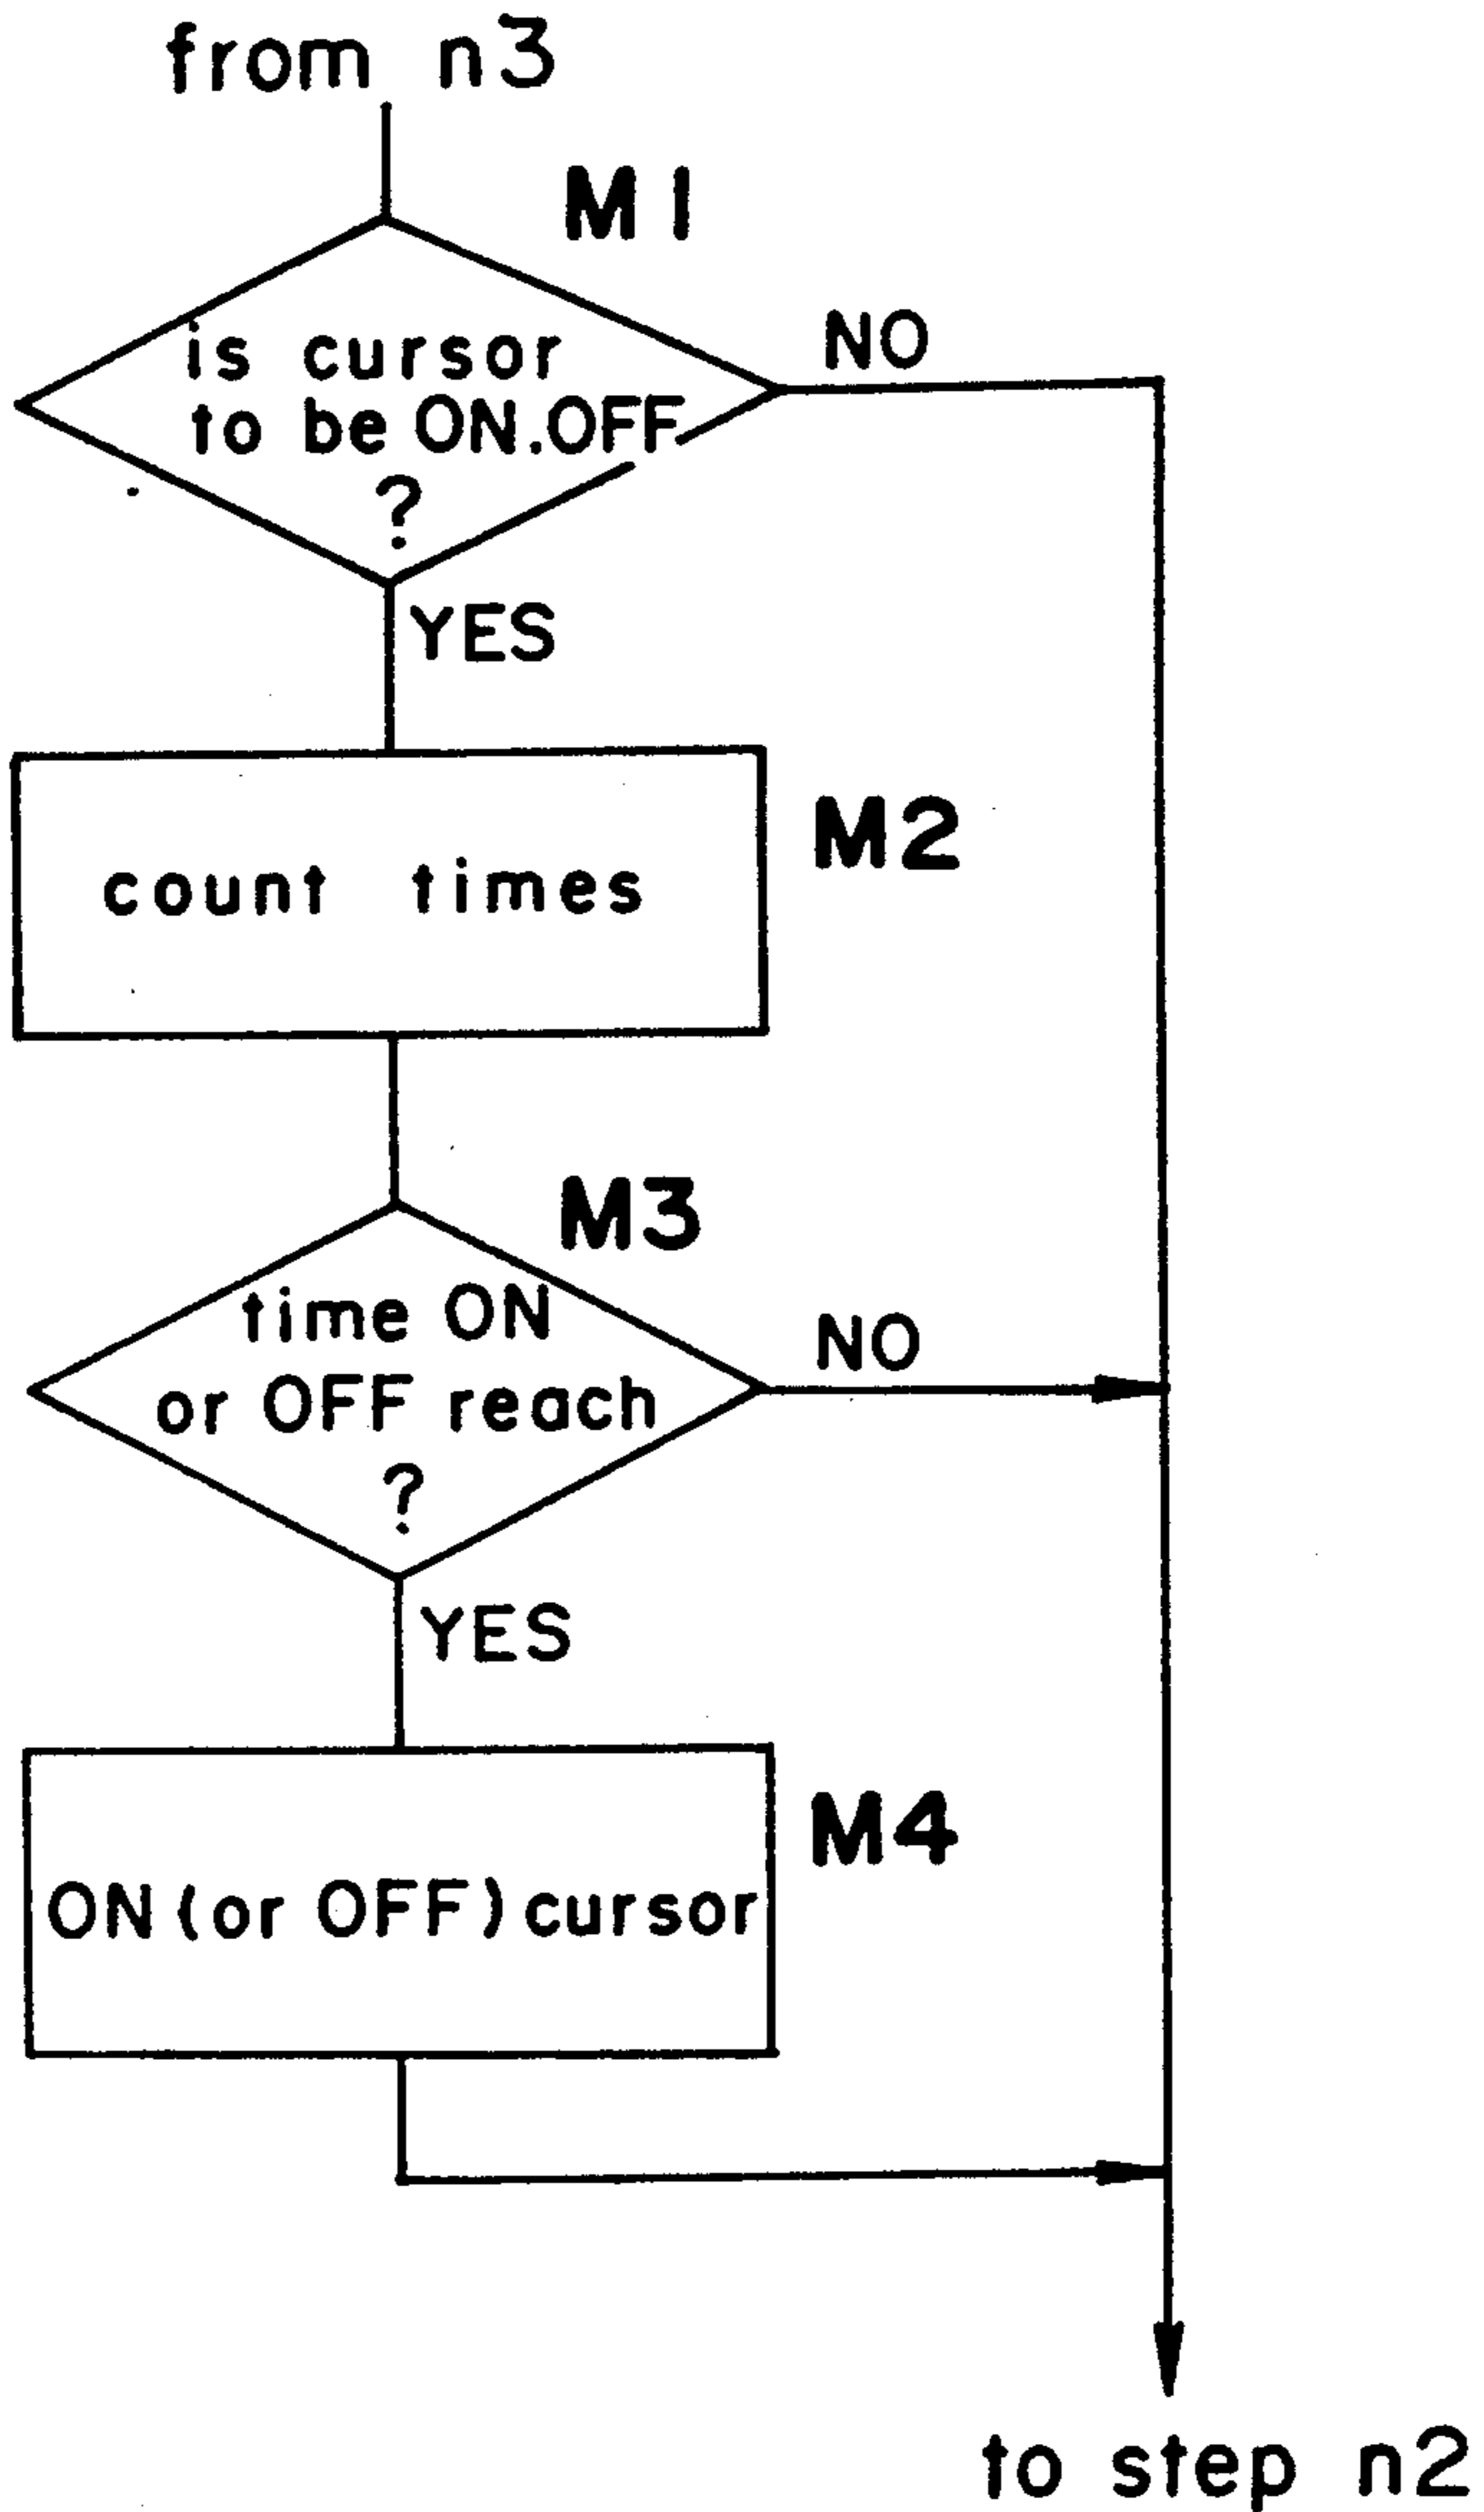 from n3
M1
is cursor
to be ON.OFF
?
NO
YES
count times
M2
M3
time ON
or OFF reach
?
NO
YES
M4
ON(or OFF)cursor
to step n2